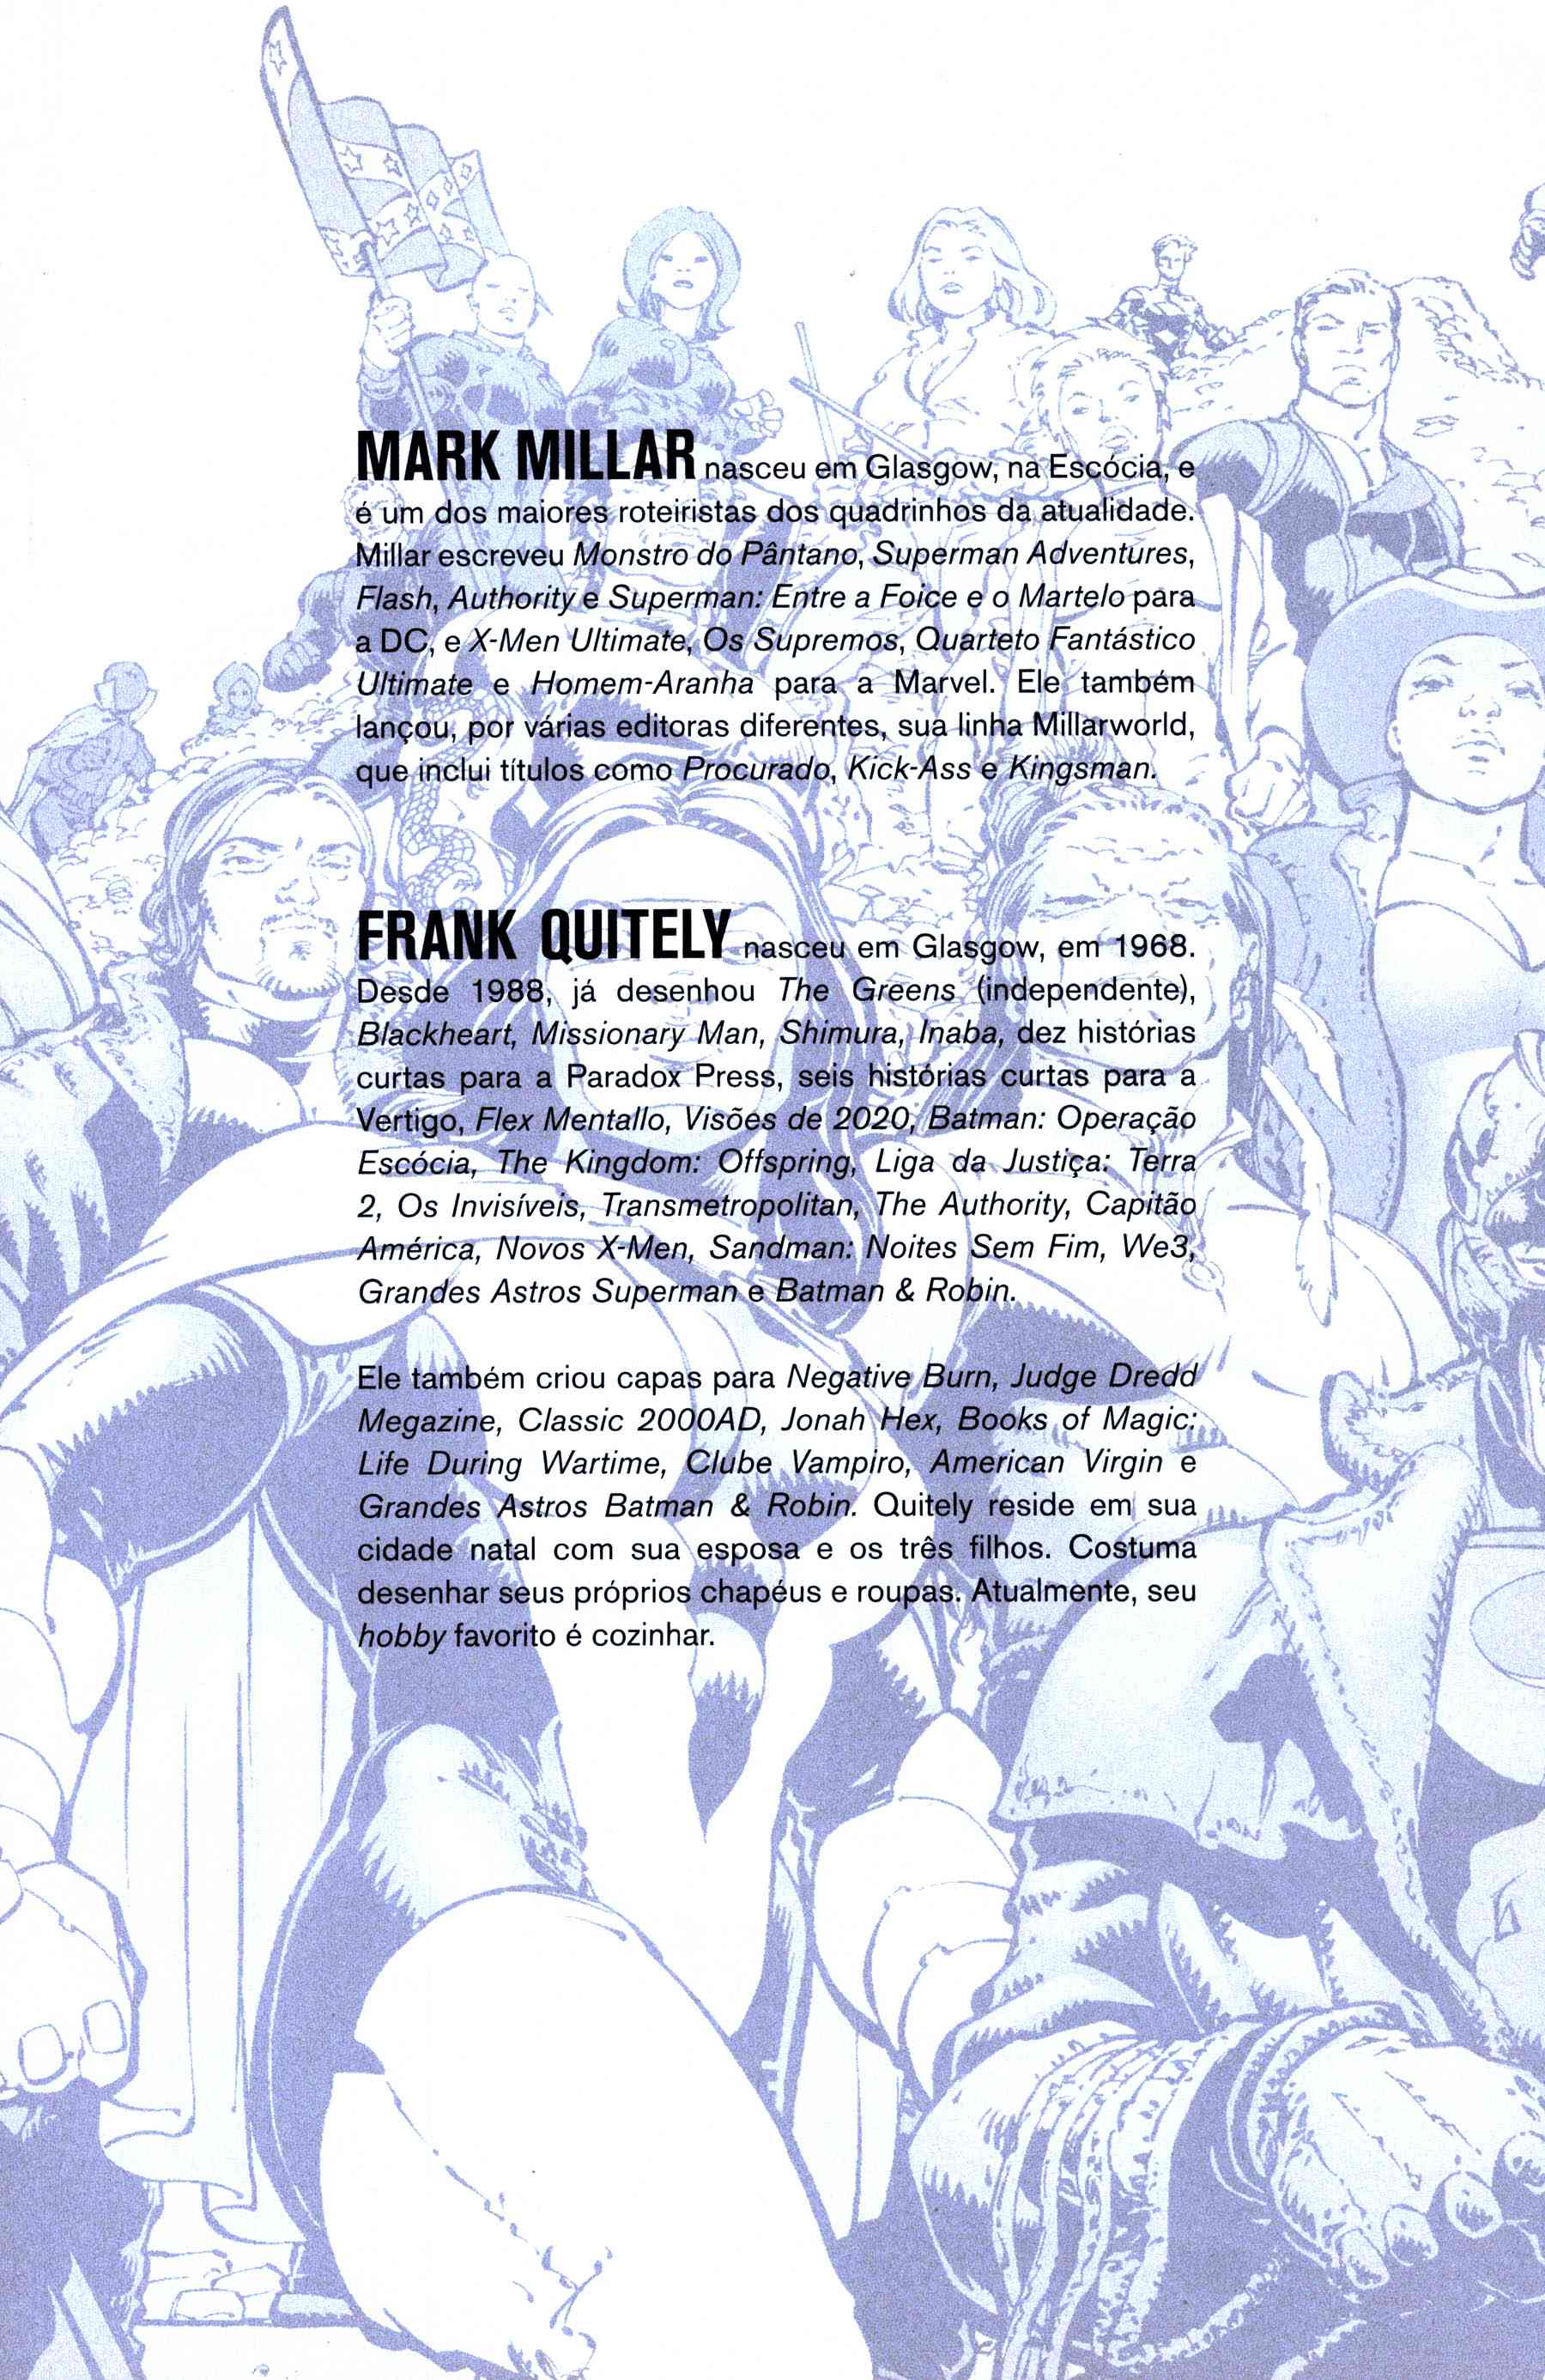 MARK MILLAR nasceu em Glasgow, na Escócia, e
é um dos maiores roteiristas dos quadrinhos da atualidade.
Millar escreveu Monstro do Pântano, Superman Adventures,
Flash, Authority e Superman: Entre a Foice e o Martelo para
a DC, e X-Men Ultimate, Os Supremos, Quarteto Fantástico
Ultimate e Homem-Aranha para a Marvel. Ele também
lançou, por várias editoras diferentes, sua linha Millarworld,
que inclui títulos como Procurado, Kick-Ass e Kingsman.
FRANK QUITELY nasceu em Glasgow, em 1968.
Desde 1988, já desenhou The Greens (independente),
Blackheart, Missionary Man, Shimura, Inaba, dez histórias
curtas para a Paradox Press, seis histórias curtas para a
Vertigo, Flex Mentallo, Visões de 2020, Batman: Operação
Escócia, The Kingdom: Offspring, Liga da Justiça: Terra
2, Os Invisíveis, Transmetropolitan, The Authority, Capitão
América, Novos X-Men, Sandman: Noites Sem Fim, We3,
Grandes Astros Superman e Batman & Robin.
Ele também criou capas para Negative Burn, Judge Dredd
Megazine, Classic 2000AD, Jonah Hex, Books of Magic:
Life During Wartime, Clube Vampiro, American Virgin e
Grandes Astros Batman & Robin. Quitely reside em sua
cidade natal com sua esposa e os três filhos. Costuma
desenhar seus próprios chapéus e roupas. Atualmente, seu
hobby favorito é cozinhar.